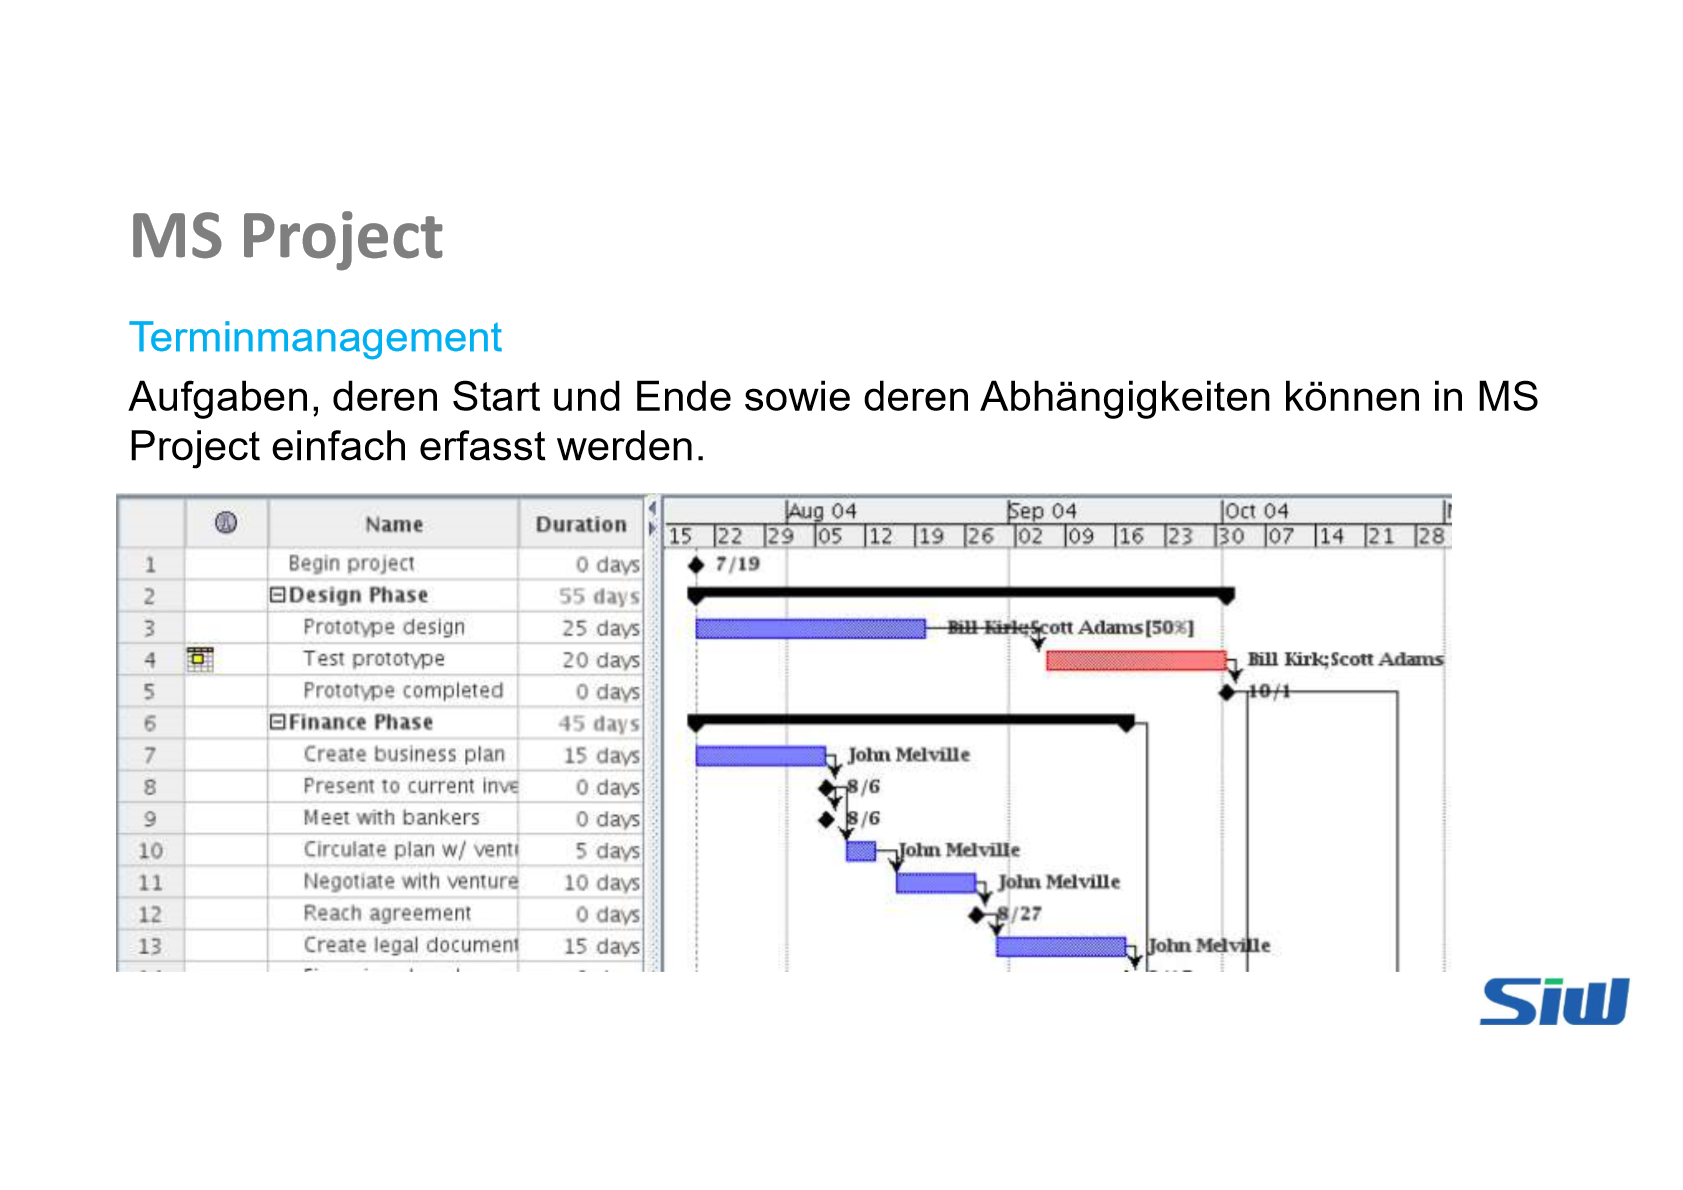 MS Project
Terminmanagement
Aufgaben, deren Start und Ende sowie deren Abhängigkeiten können in MS
Project einfach erfasst werden.
Name Duration
Aug 04 Sep 04 Oct 04
15 22 29 05 12 19 26 02 09 16 23 30 07 14 21 28
1 Begin project 0 days 7/19
2 Design Phase 55 days
3 Prototype design 25 days Bill Kirk;Scott Adams[50%]
4 Test prototype 20 days Bill Kirk;Scott Adams
5 Prototype completed 0 days 10/1
6 Finance Phase 45 days
7 Create business plan 15 days John Melville
8 Present to current inve 0 days 8/6
9 Meet with bankers 0 days 8/6
10 Circulate plan w/ vent 5 days John Melville
11 Negotiate with venture 10 days John Melville
12 Reach agreement 0 days 8/27
13 Create legal document 15 days John Melville
Siw